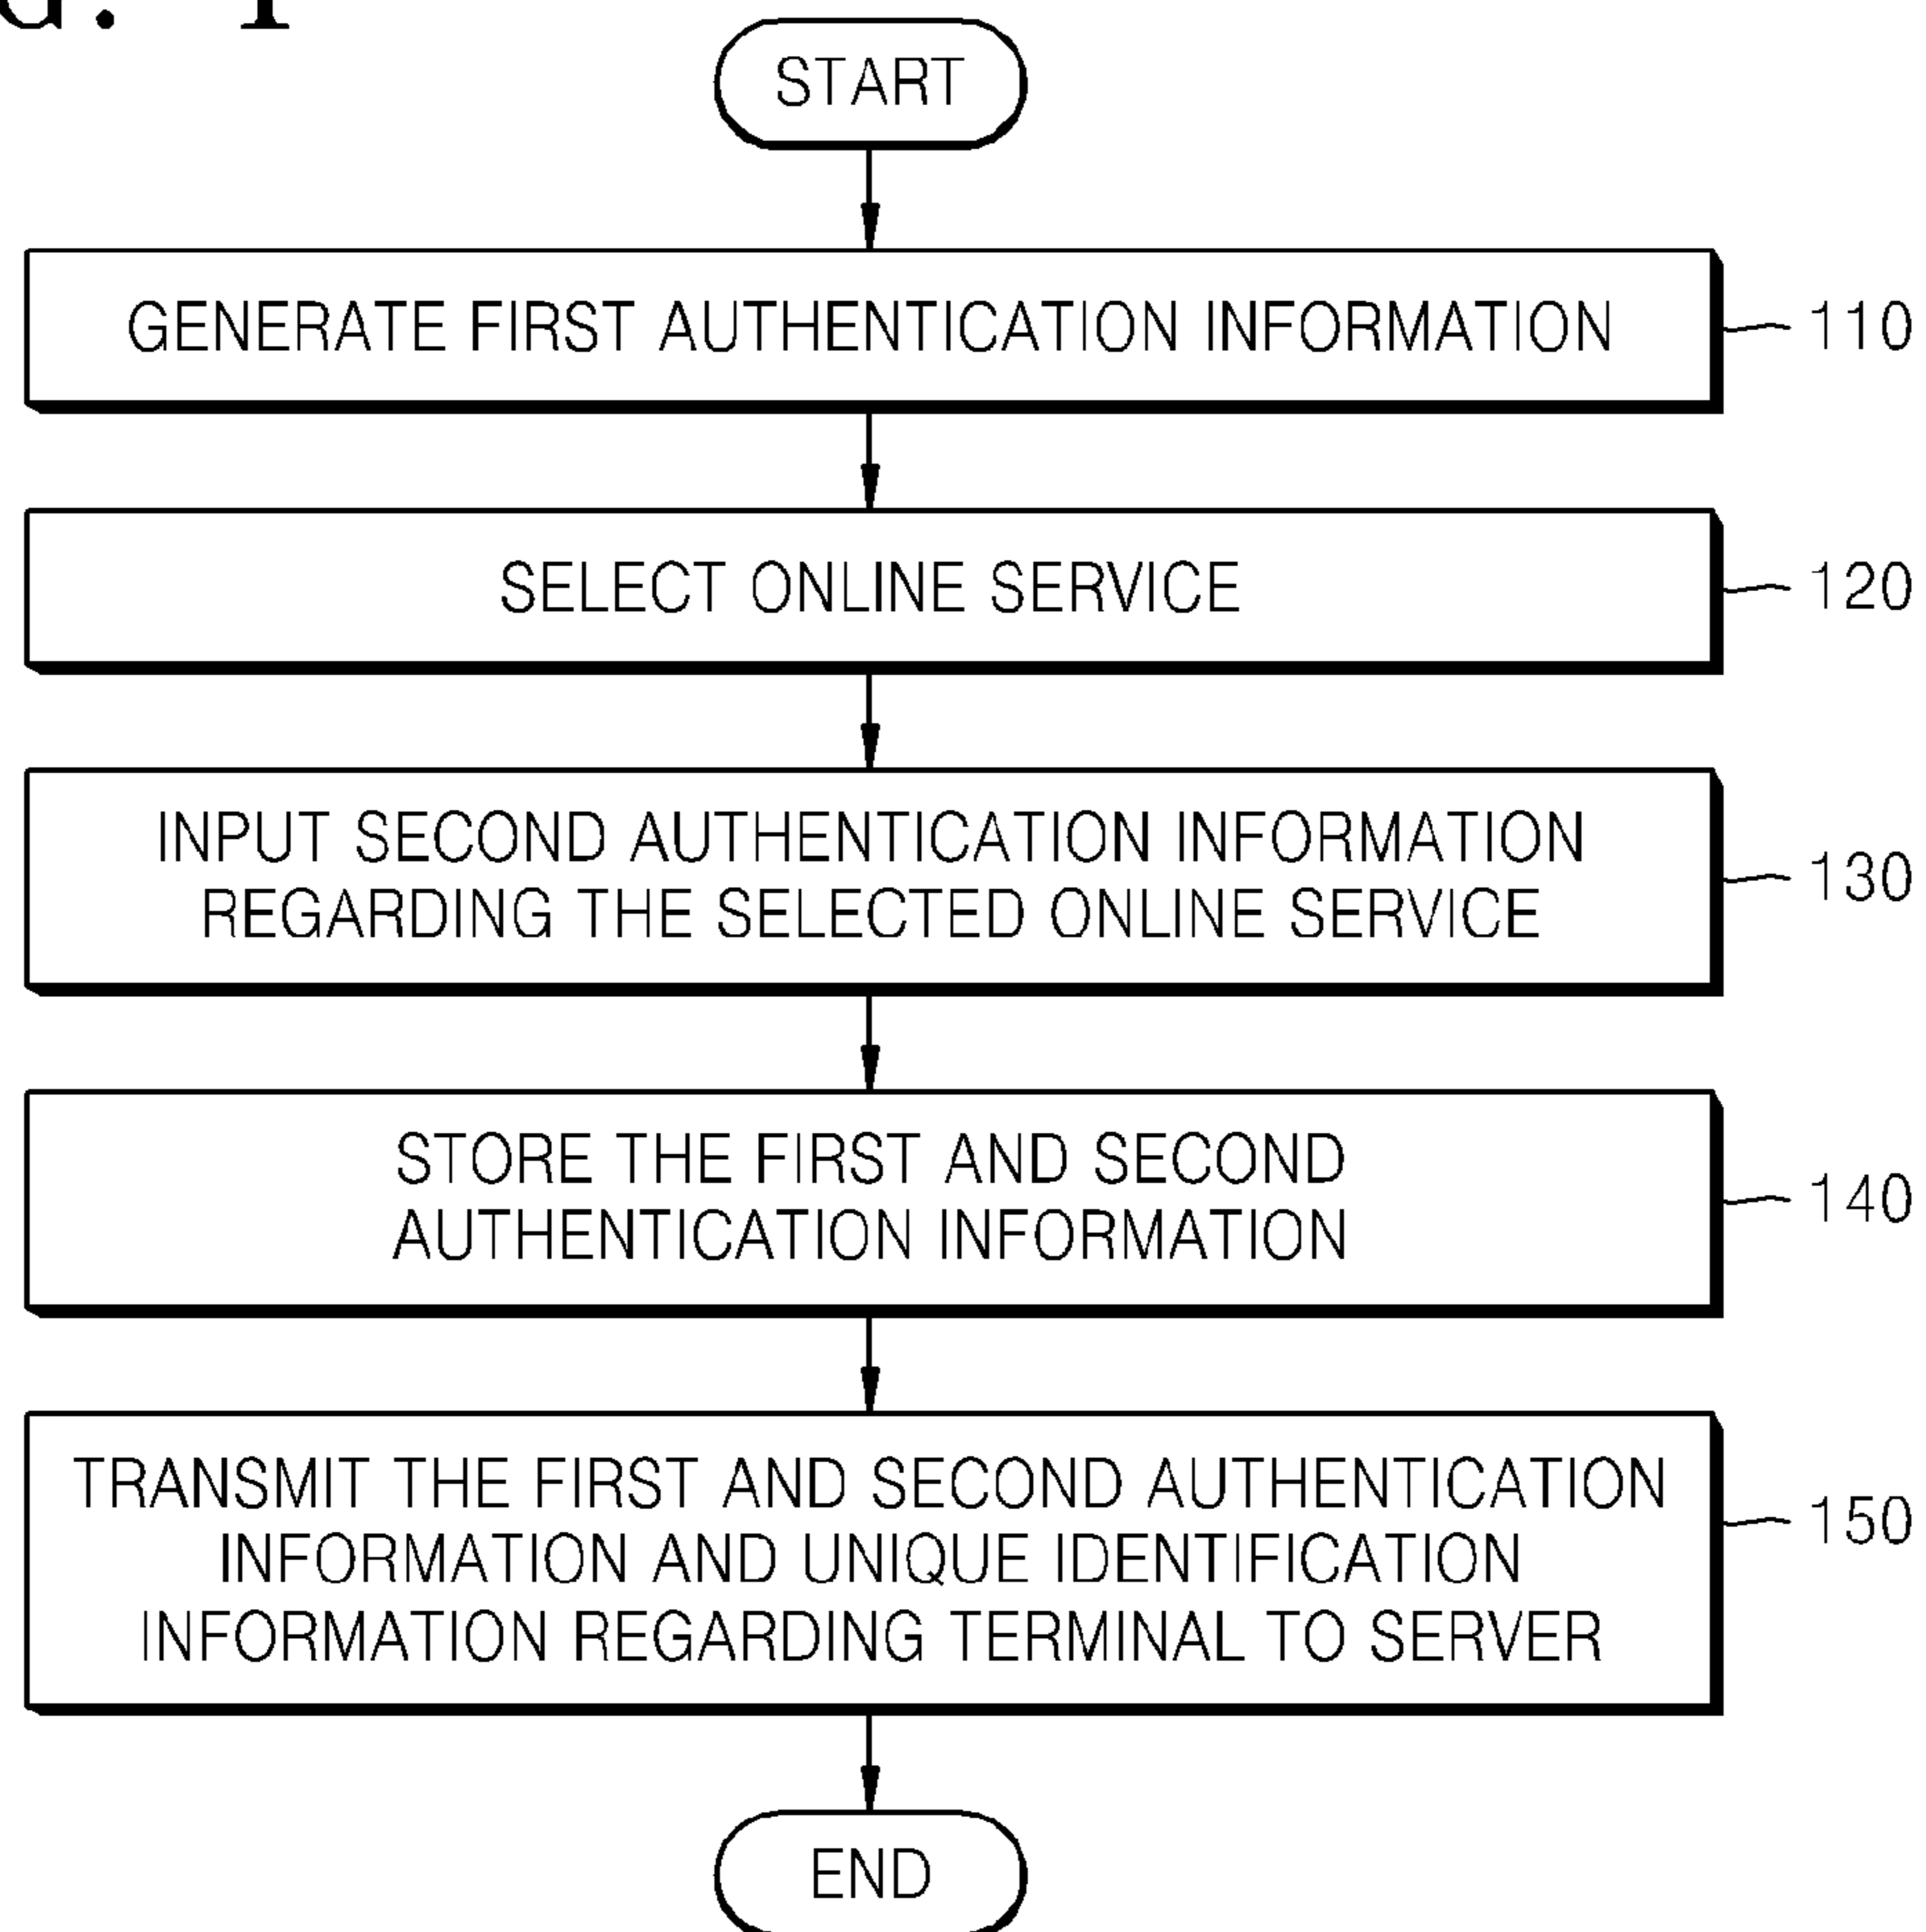 G. 1
START
GENERATE FIRST AUTHENTICATION INFORMATION
110
SELECT ONLINE SERVICE
120
INPUT SECOND AUTHENTICATION INFORMATION
REGARDING THE SELECTED ONLINE SERVICE
130
STORE THE FIRST AND SECOND
AUTHENTICATION INFORMATION
140
TRANSMIT THE FIRST AND SECOND AUTHENTICATION
INFORMATION AND UNIQUE IDENTIFICATION
INFORMATION REGARDING TERMINAL TO SERVER
150
END